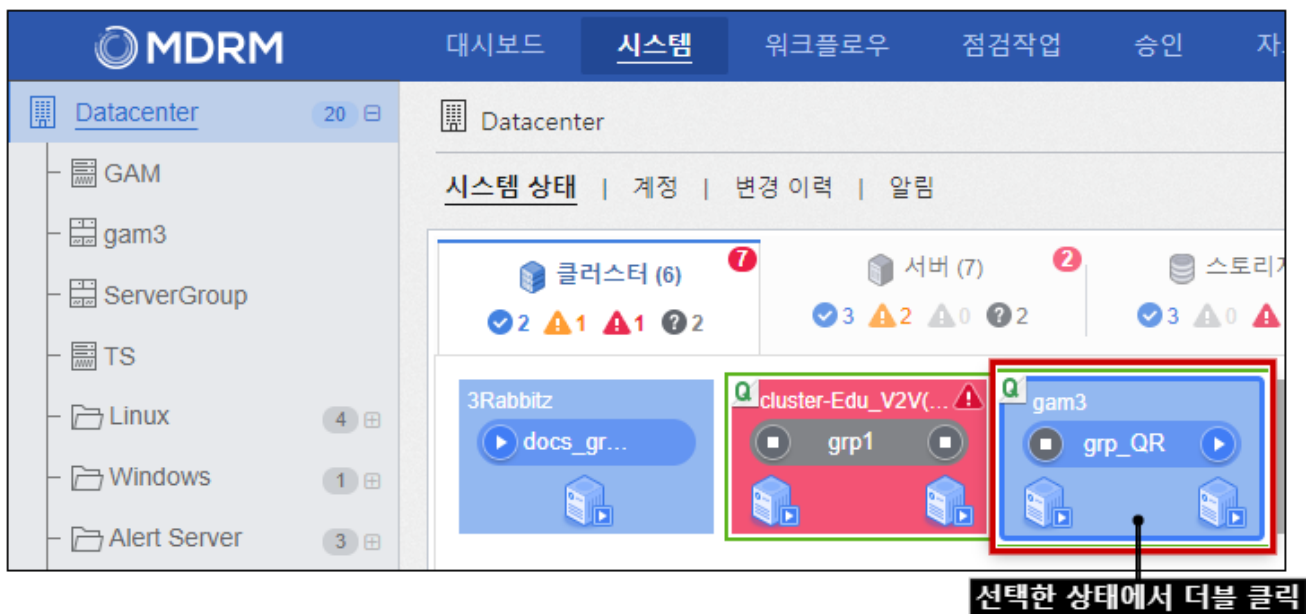 MDRM
대시보드 시스템 워크플로우 점검작업 승인
Datacenter 20
GAM
gam3
ServerGroup
TS
Linux 4
Windows 1
Alert Server 3
Datacenter
시스템 상태 | 계정 | 변경 이력 | 알림
클러스터 (6) 7
2 1 1 ? 2
서버 (7) 2
3 2 0 ? 2
스토리지
3 0
3Rabbitz
docs_gr...
Q cluster-Edu_V2V(...
grp1
Q gam3
grp_QR
선택한 상태에서 더블 클릭